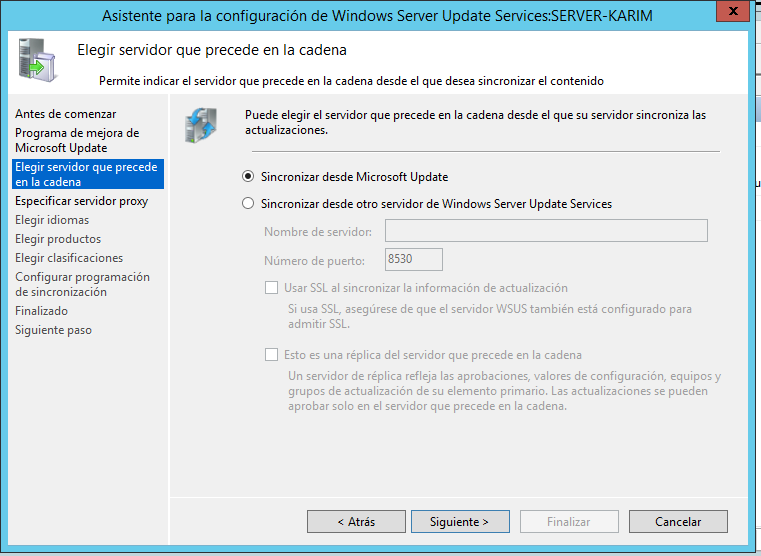 Asistente para la configuración de Windows Server Update Services:SERVER-KARIM
x
Elegir servidor que precede en la cadena
Permite indicar el servidor que precede en la cadena desde el que desea sincronizar el contenido
Antes de comenzar
Programa de mejora de
Microsoft Update
Elegir servidor que precede
en la cadena
Especificar servidor proxy
Elegir idiomas
Elegir productos
Elegir clasificaciones
Configurar programación
de sincronización
Finalizado
Siguiente paso
Puede elegir el servidor que precede en la cadena desde el que su servidor sincroniza las
actualizaciones.
Sincronizar desde Microsoft Update
Sincronizar desde otro servidor de Windows Server Update Services
Nombre de servidor:
Número de puerto: 8530
Usar SSL al sincronizar la información de actualización
Si usa SSL, asegúrese de que el servidor WSUS también está configurado para
admitir SSL.
Esto es una réplica del servidor que precede en la cadena
Un servidor de réplica refleja las aprobaciones, valores de configuración, equipos y
grupos de actualización de su elemento primario. Las actualizaciones se pueden
aprobar solo en el servidor que precede en la cadena.
< Atrás Siguiente > Finalizar Cancelar